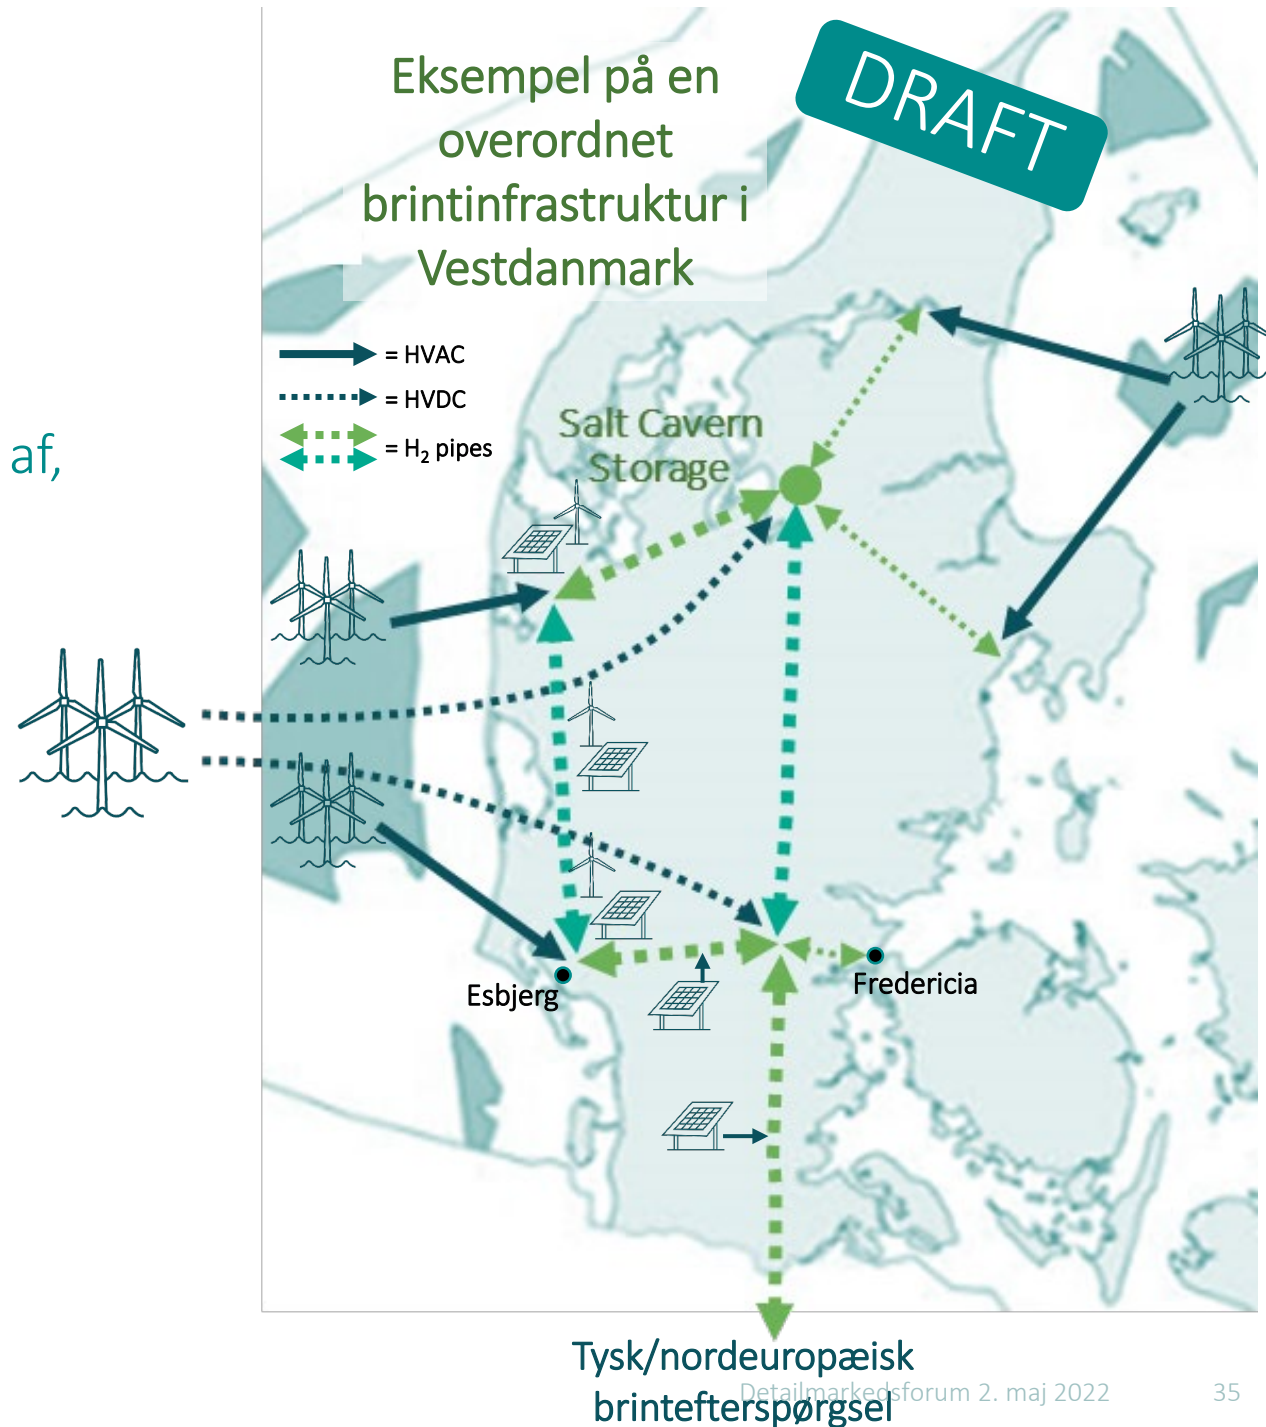 Eksempel på en
overordnet
brintinfrastruktur i
Vestdanmark
DRAFT
= HVAC
= HVDC
= H₂ pipes
af,
Salt Cavern
Storage
Esbjerg
Fredericia
Tysk/nordeuropæisk
brintefterspørgsel
Detailmarkedsforum 2. maj 2022
35